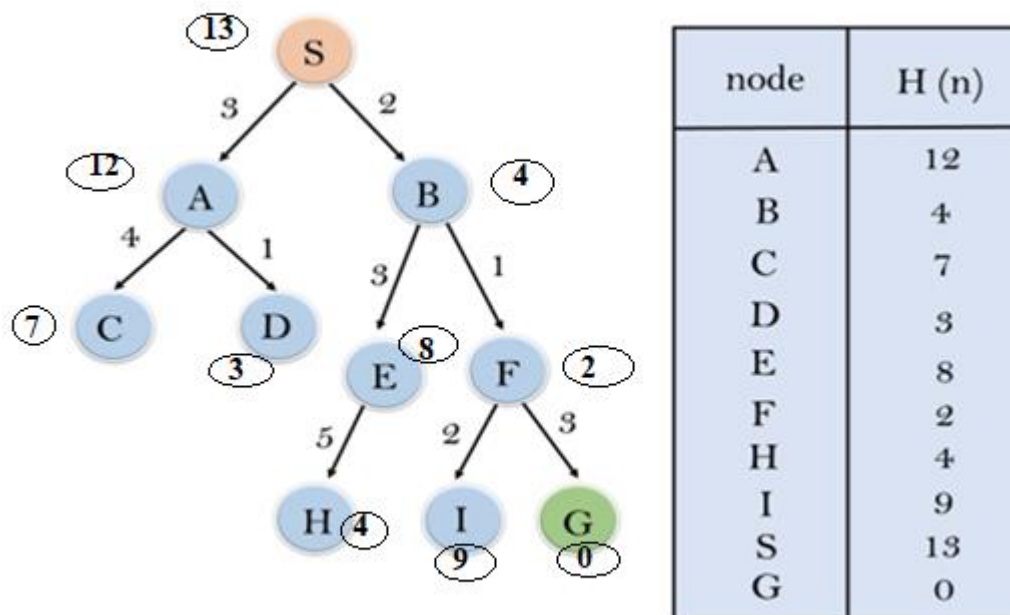 13
S
3 2
12 A B 4
4 1 3 1
7 C D 3 E 8 F 2
5 2 3
H 4 I 9 G 0
node H (n)
A 12
B 4
C 7
D 3
E 8
F 2
H 4
I 9
S 13
G 0